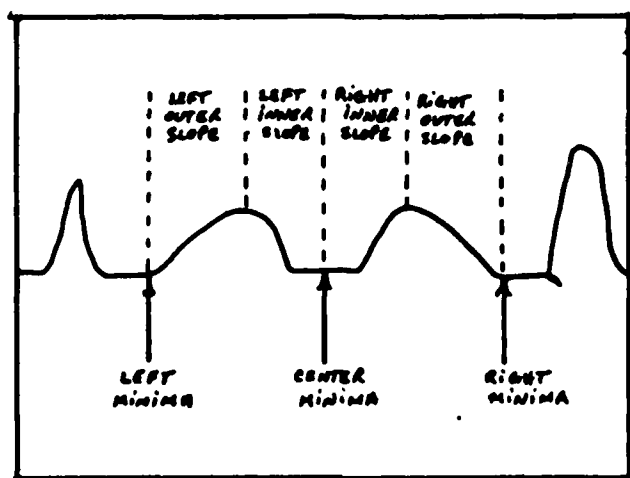 LEFT
OUTER
SLOPE
LEFT
INNER
SLOPE
RIGHT
INNER
SLOPE
RIGHT
OUTER
SLOPE
LEFT
MINIMA
CENTER
MINIMA
RIGHT
MINIMA